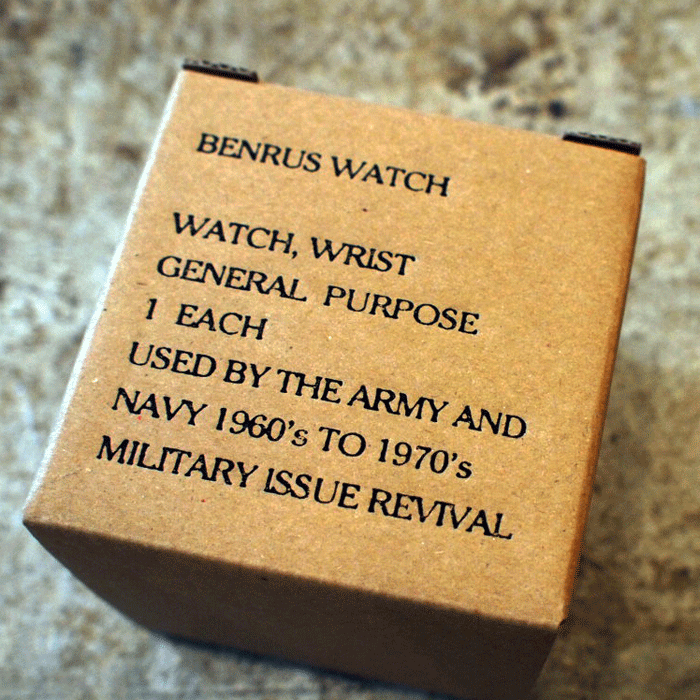 BENRUS WATCH
WATCH, WRIST
GENERAL PURPOSE
1 EACH
USED BY THE ARMY AND
NAVY 1960's TO 1970's
MILITARY ISSUE REVIVAL